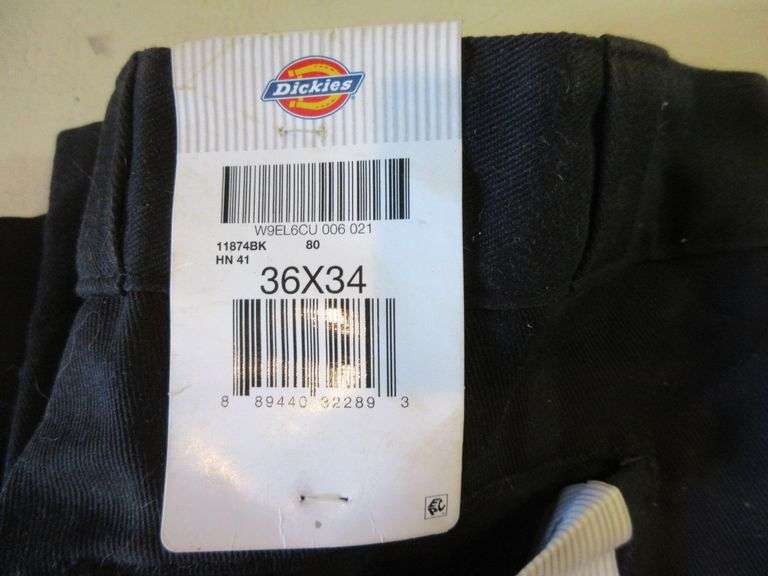 Dickies
W9EL6CU 006 021
11874BK 80
HN 41
36X34
8 89440 32289 3